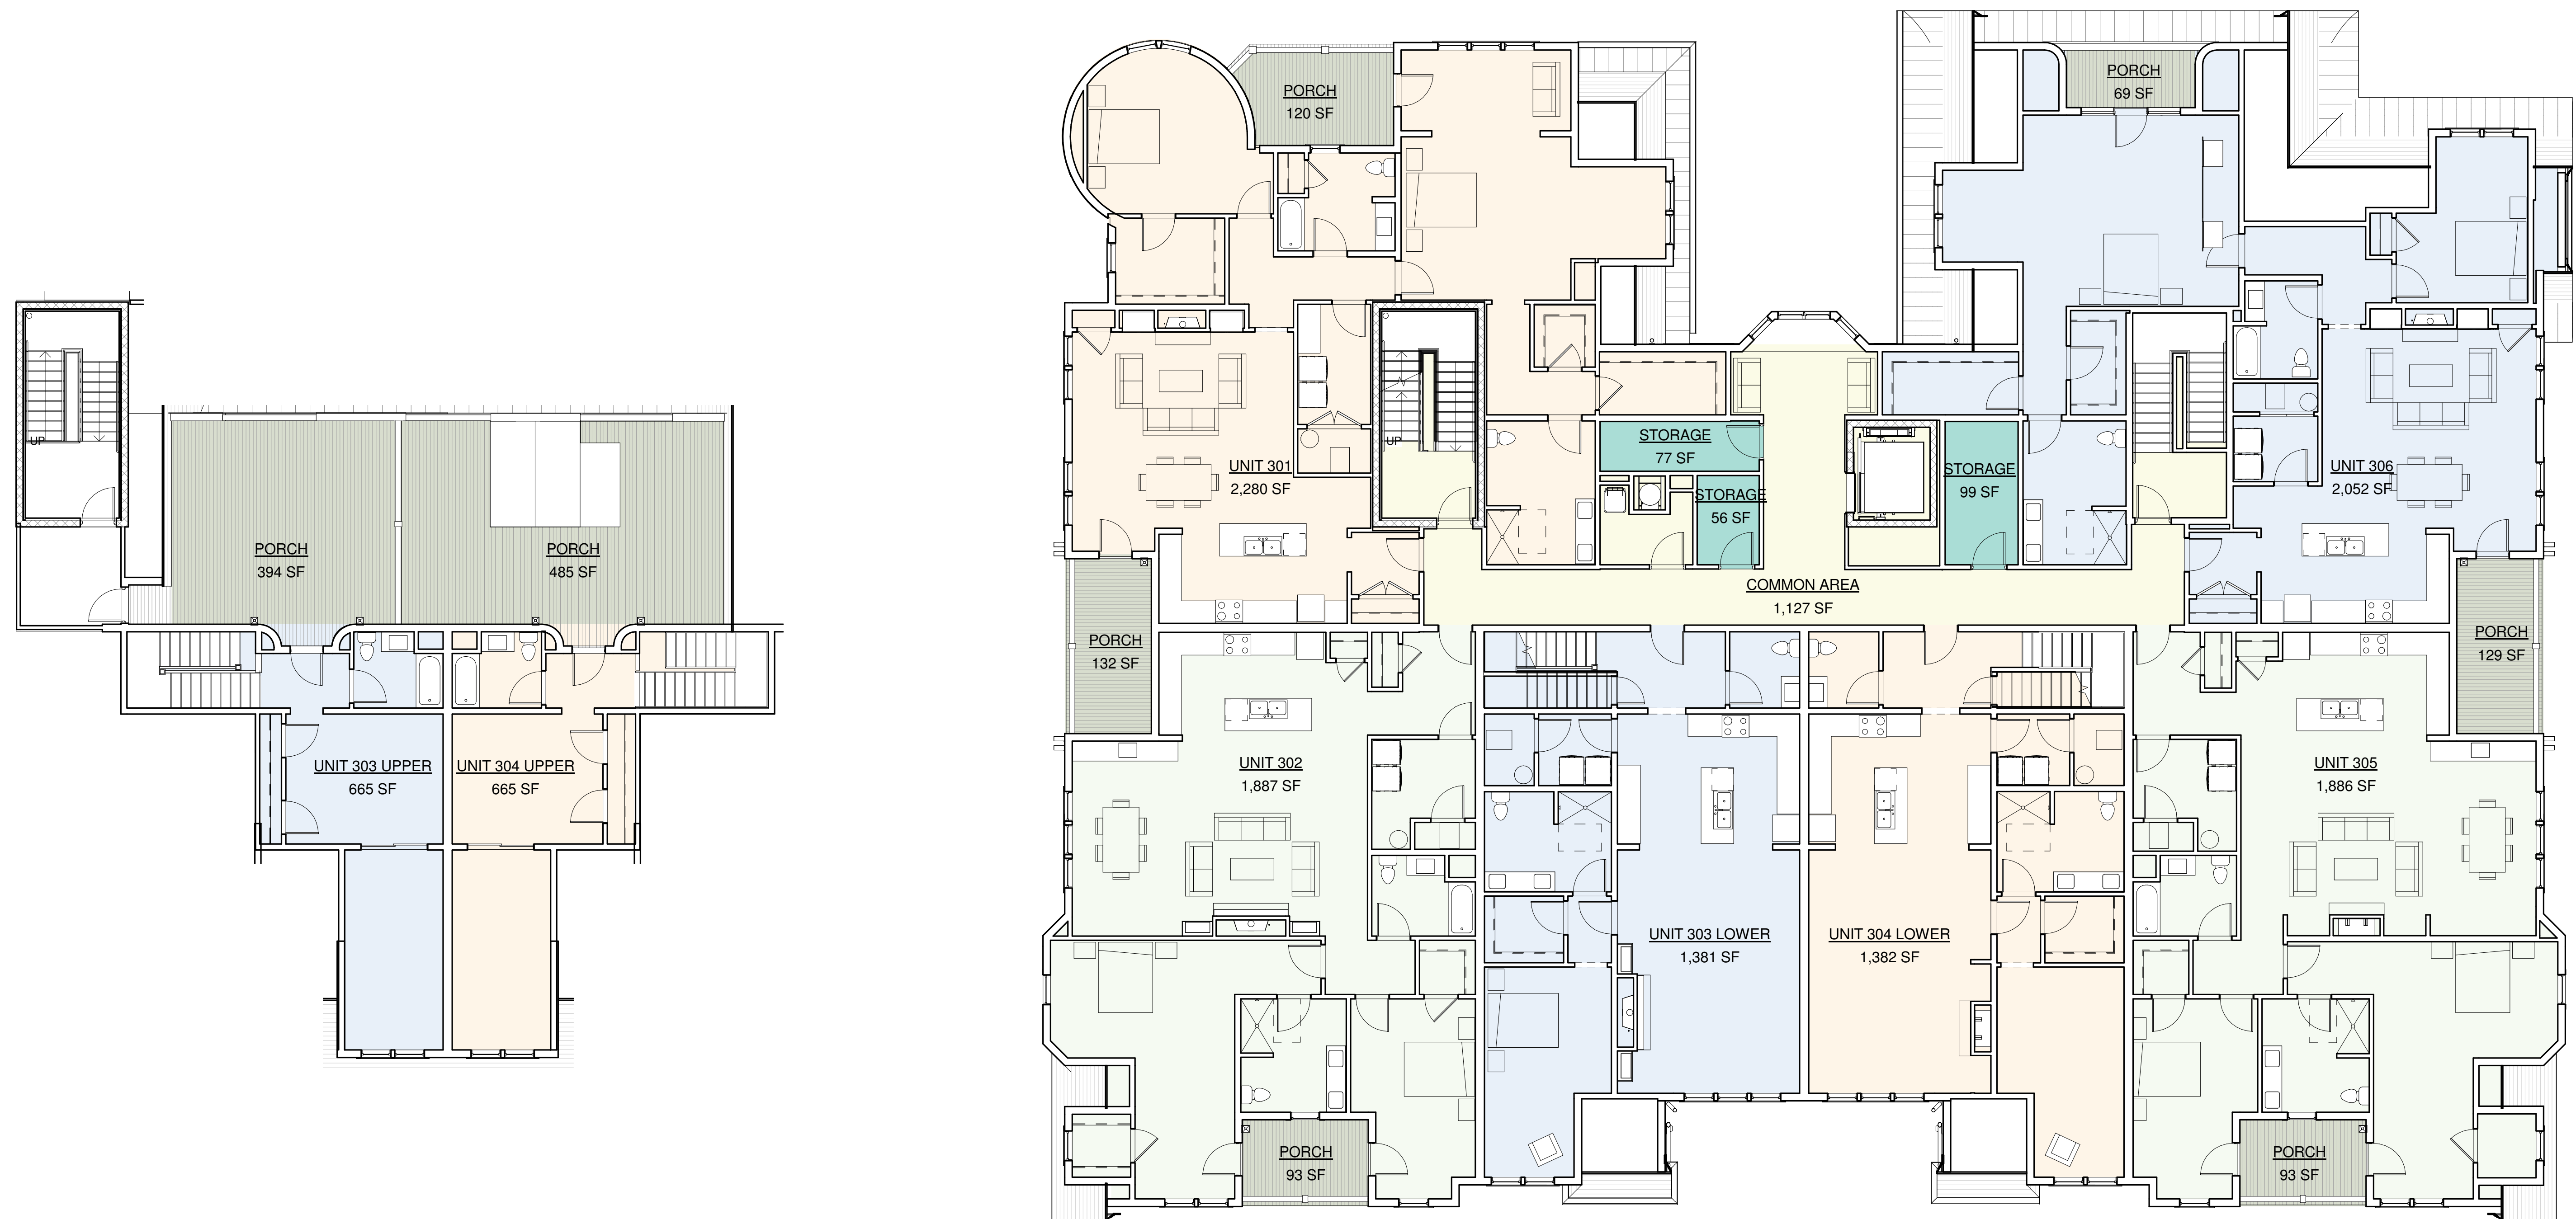 UP
PORCH
394 SF
PORCH
485 SF
UNIT 303 UPPER
665 SF
UNIT 304 UPPER
665 SF
PORCH
120 SF
PORCH
69 SF
UNIT 301
2,280 SF
UP
STORAGE
77 SF
STORAGE
56 SF
STORAGE
99 SF
UNIT 306
2,052 SF
COMMON AREA
1,127 SF
PORCH
132 SF
PORCH
129 SF
UNIT 302
1,887 SF
UNIT 305
1,886 SF
UNIT 303 LOWER
1,381 SF
UNIT 304 LOWER
1,382 SF
PORCH
93 SF
PORCH
93 SF